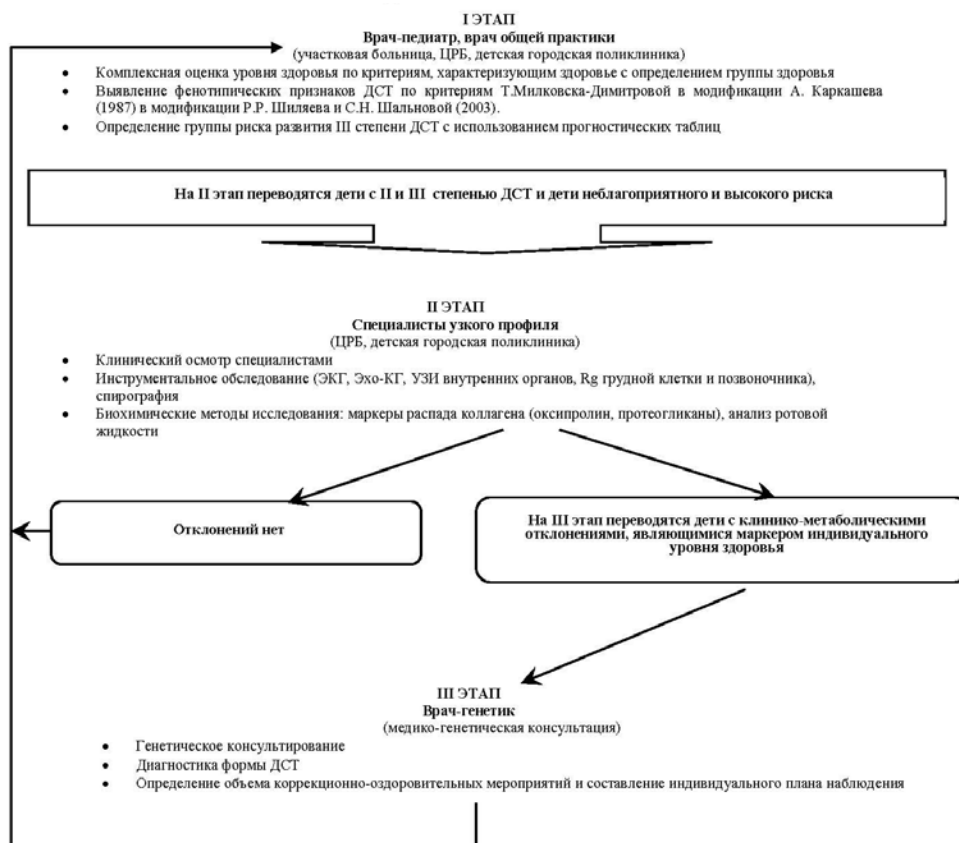 I ЭТАП
Врач-педиатр, врач общей практики
(участковая больница, ЦРБ, детская городская поликлиника)
• Комплексная оценка уровня здоровья по критериям, характеризующим здоровье с определением группы здоровья
• Выявление фенотипических признаков ДСТ по критериям Т.Милковска-Димитровой в модификации А. Каркашева
(1987) в модификации Р.Р. Шиляева и С.Н. Шальновой (2003).
• Определение группы риска развития III степени ДСТ с использованием прогностических таблиц
На II этап переводятся дети с II и III степенью ДСТ и дети неблагоприятного и высокого риска
II ЭТАП
Специалисты узкого профиля
(ЦРБ, детская городская поликлиника)
• Клинический осмотр специалистами
• Инструментальное обследование (ЭКГ, Эхо-КГ, УЗИ внутренних органов, Rg грудной клетки и позвоночника),
спирография
• Биохимические методы исследования: маркеры распада коллагена (оксипролин, протеогликаны), анализ ротовой
жидкости
Отклонений нет
На III этап переводятся дети с клинико-метаболическими
отклонениями, являющимися маркером индивидуального
уровня здоровья
III ЭТАП
Врач-генетик
(медико-генетическая консультация)
• Генетическое консультирование
• Диагностика формы ДСТ
• Определение объема коррекционно-оздоровительных мероприятий и составление индивидуального плана наблюдения